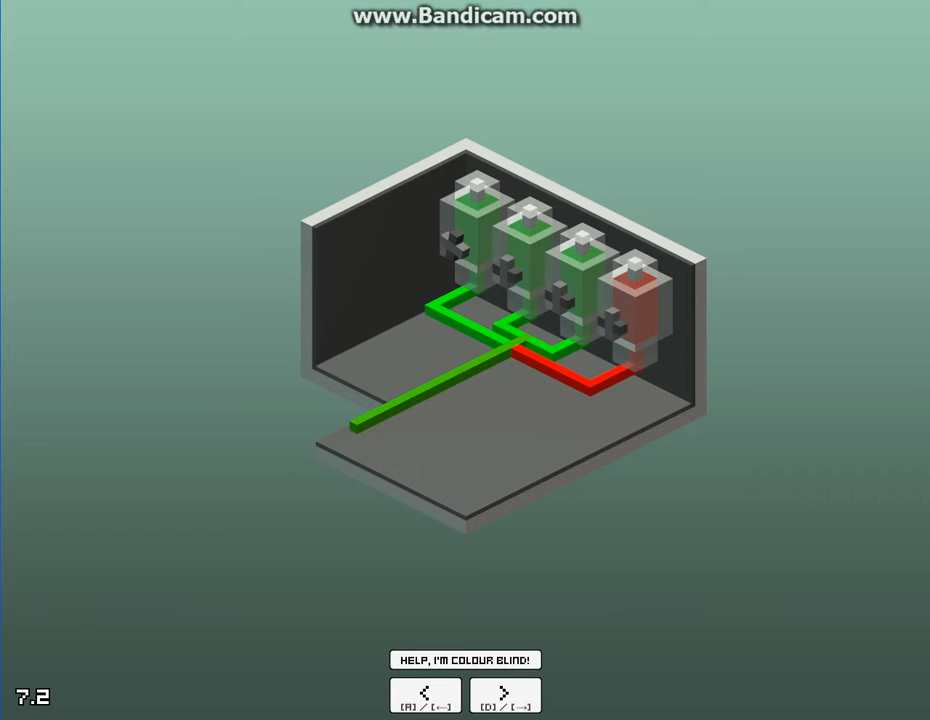 www.Bandicam.com
HELP, I'M COLOUR BLIND!
< >
[A] / [←] [D] / [→]
7.2